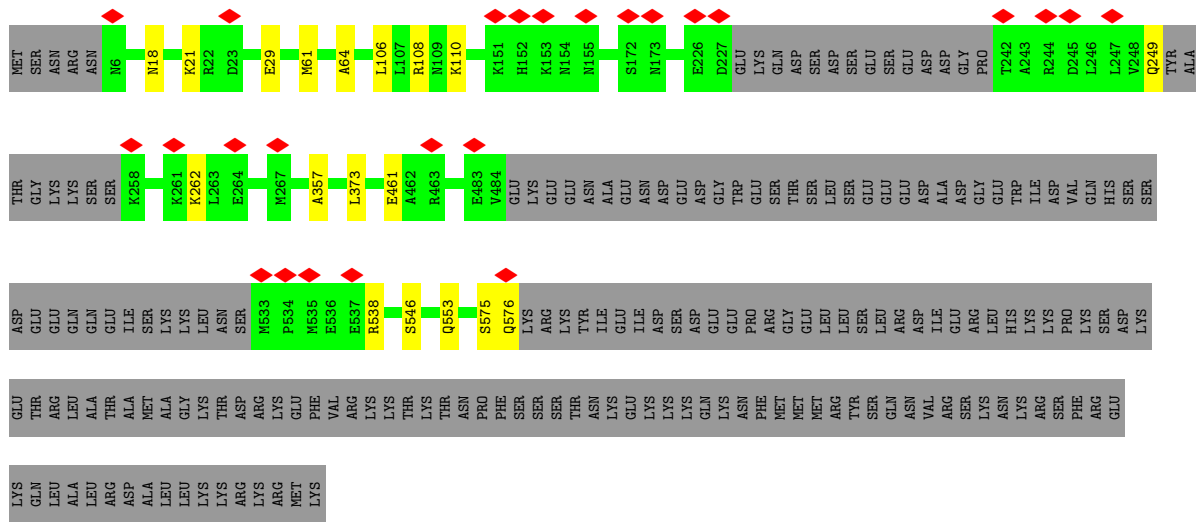 MET SER ASN ARG ASN N6 N18 K21 R22 D23 E29 M61 A64 L106 L107 R108 N109 K110 K151 H152 K153 N154 N155 S172 N173 E226 D227 GLU LYS GLN ASP SER ASP SER GLU SER GLU ASP ASP GLY PRO T242 A243 R244 D245 L246 L247 V248 Q249 TYR ALA
THR GLY LYS LYS SER SER K258 K261 K262 L263 E264 M267 A357 L373 E461 A462 R463 E483 V484 GLU LYS GLU GLU ASN ALA GLU ASN ASP GLU ASP GLY TRP GLU SER THR SER LEU SER GLU GLU GLU ASP ALA ASP GLY GLU TRP ILE ASP VAL GLN HIS SER SER
ASP GLU GLU GLN GLN GLU ILE SER LYS LYS LEU ASN SER M533 P534 M535 E536 E537 R538 S546 Q553 S575 Q576 LYS ARG LYS TYR ILE GLU ILE ASP SER ASP GLU GLU PRO ARG GLY GLU LEU LEU SER LEU ARG ASP ILE GLU ARG LEU HIS LYS LYS PRO LYS SER ASP LYS
GLU THR ARG LEU ALA THR ALA MET ALA GLY LYS THR ASP ARG LYS GLU PHE VAL ARG LYS LYS THR LYS THR ASN PRO PHE SER SER SER THR ASN LYS GLU LYS LYS LYS GLN LYS ASN PHE MET MET MET ARG TYR SER GLN ASN VAL ARG SER LYS ASN LYS ARG SER PHE ARG GLU
LYS GLN LEU ALA LEU ARG ASP ALA LEU LEU LYS LYS ARG LYS ARG MET LYS